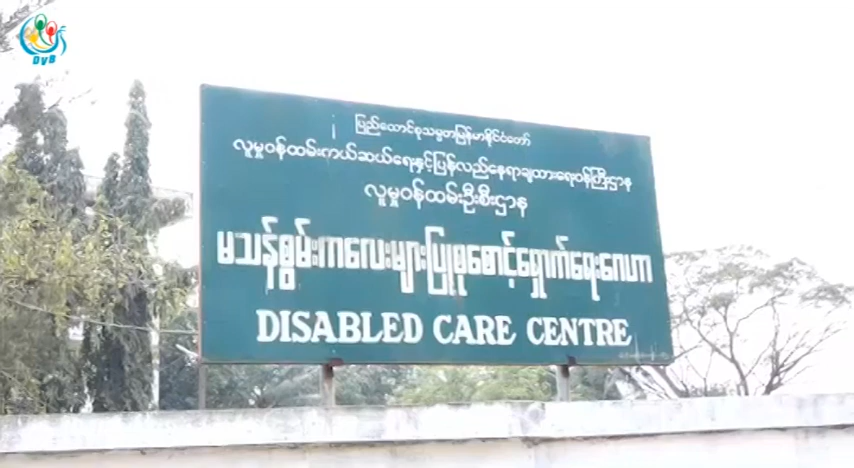 DVB
ပြည်ထောင်စုသမ္မတမြန်မာနိုင်ငံတော်
လူမှုဝန်ထမ်းကယ်ဆယ်ရေးနှင့်ပြန်လည်နေရာချထားရေးဝန်ကြီးဌာန
လူမှုဝန်ထမ်းဦးစီးဌာန
မသန်စွမ်းကလေးများပြုစုစောင့်ရှောက်ရေးဂေဟာ
DISABLED CARE CENTRE